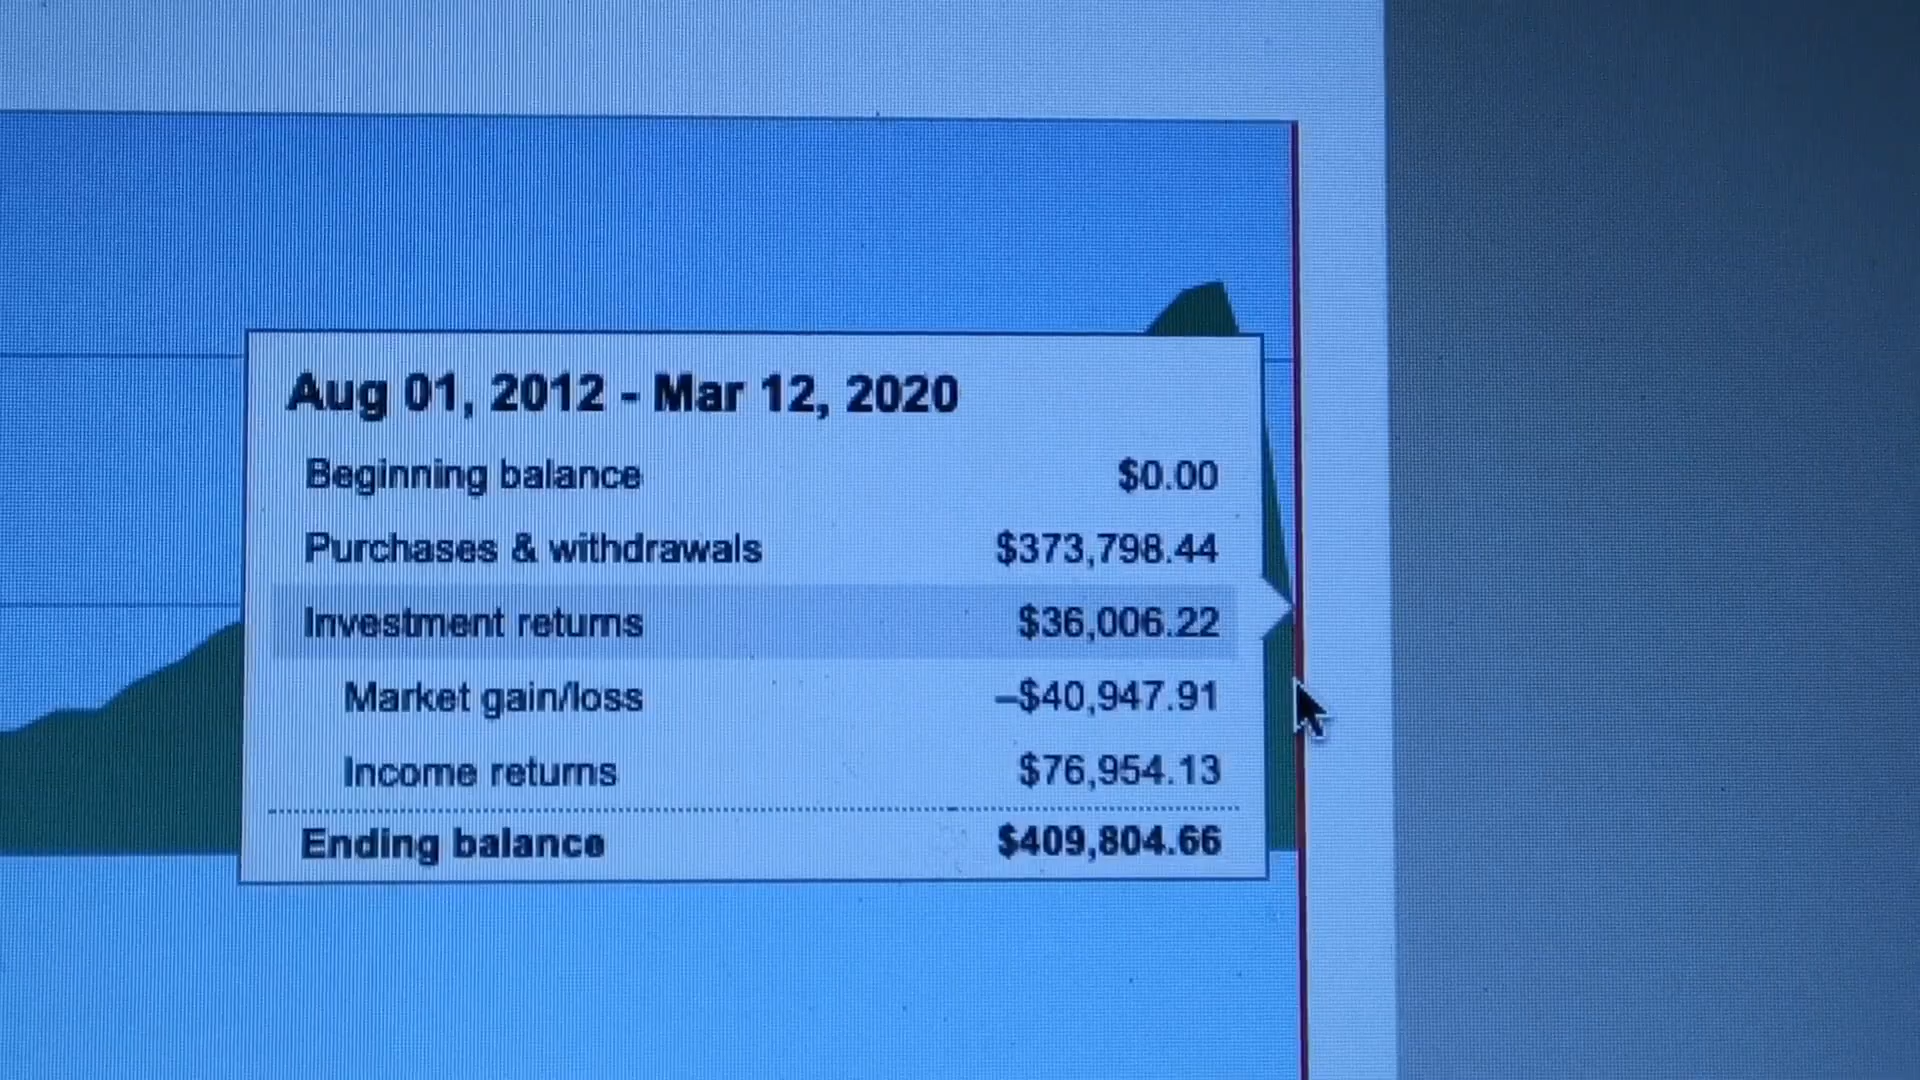 Aug 01, 2012 - Mar 12, 2020
Beginning balance $0.00
Purchases & withdrawals $373,798.44
Investment returns $36,006.22
Market gain/loss –$40,947.91
Income returns $76,954.13
Ending balance $409,804.66